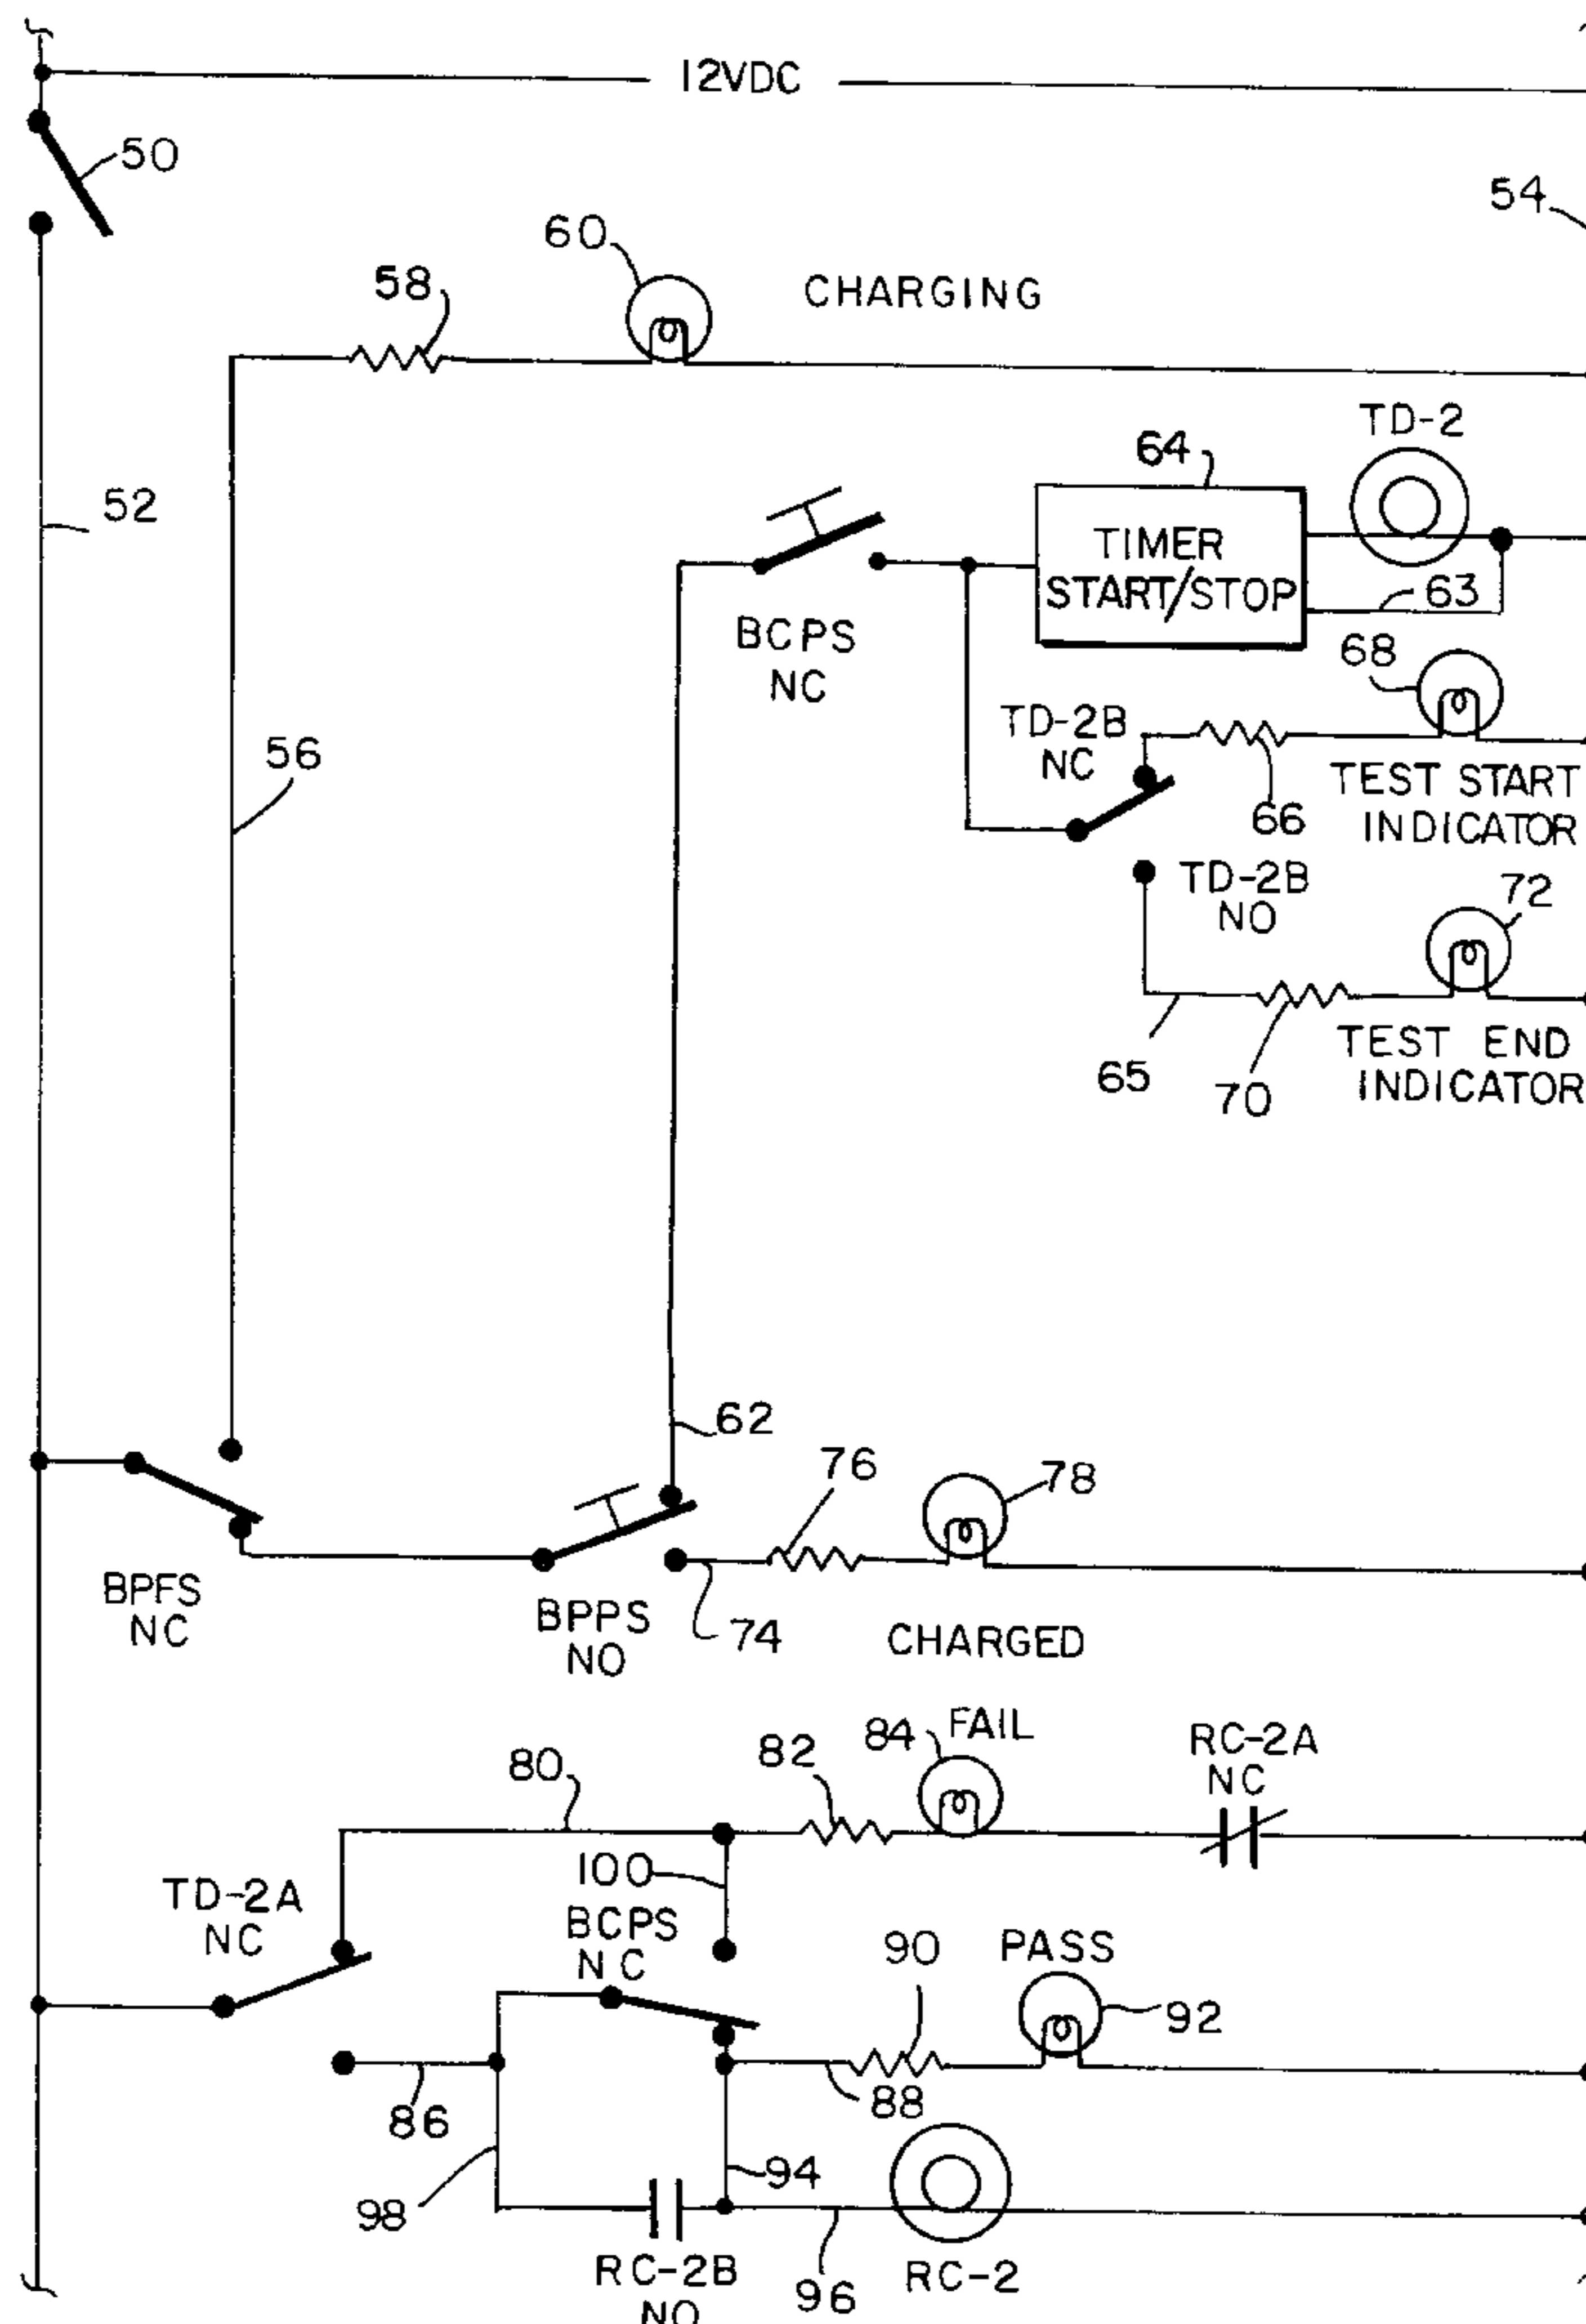 12VDC
50
54
60
58
CHARGING
TD-2
64
52
TIMER
START/STOP
63
BCPS
NC
68
TD-2B
NC
56
66
TEST START
INDICATOR
TD-2B
NO
72
65
70
TEST END
INDICATOR
62
76
78
BPFS
NC
BPPS
NO
74
CHARGED
84
FAIL
RC-2A
NC
80
82
100
TD-2A
NC
BCPS
NC
90
PASS
92
86
88
94
98
RC-2B
NO
96
RC-2